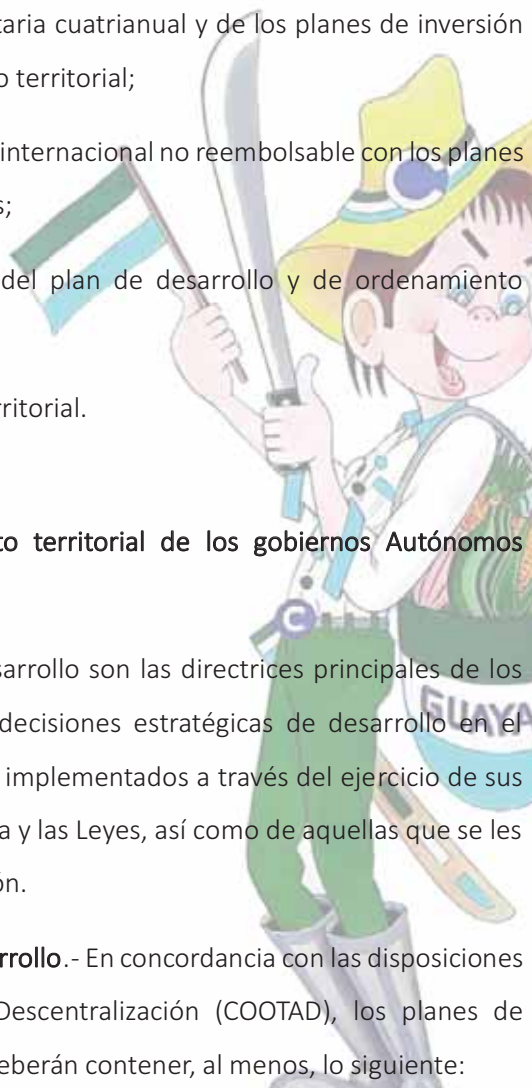 taria cuatrianual y de los planes de inversión
o territorial;
internacional no reembolsable con los planes
s;
del plan de desarrollo y de ordenamiento
rritorial.
to territorial de los gobiernos Autónomos
sarrollo son las directrices principales de los
decisiones estratégicas de desarrollo en el
implementados a través del ejercicio de sus
a y las Leyes, así como de aquellas que se les
ón.
rrollo.- En concordancia con las disposiciones
Descentralización (COOTAD), los planes de
deberán contener, al menos, lo siguiente:
C
C
GUAYA